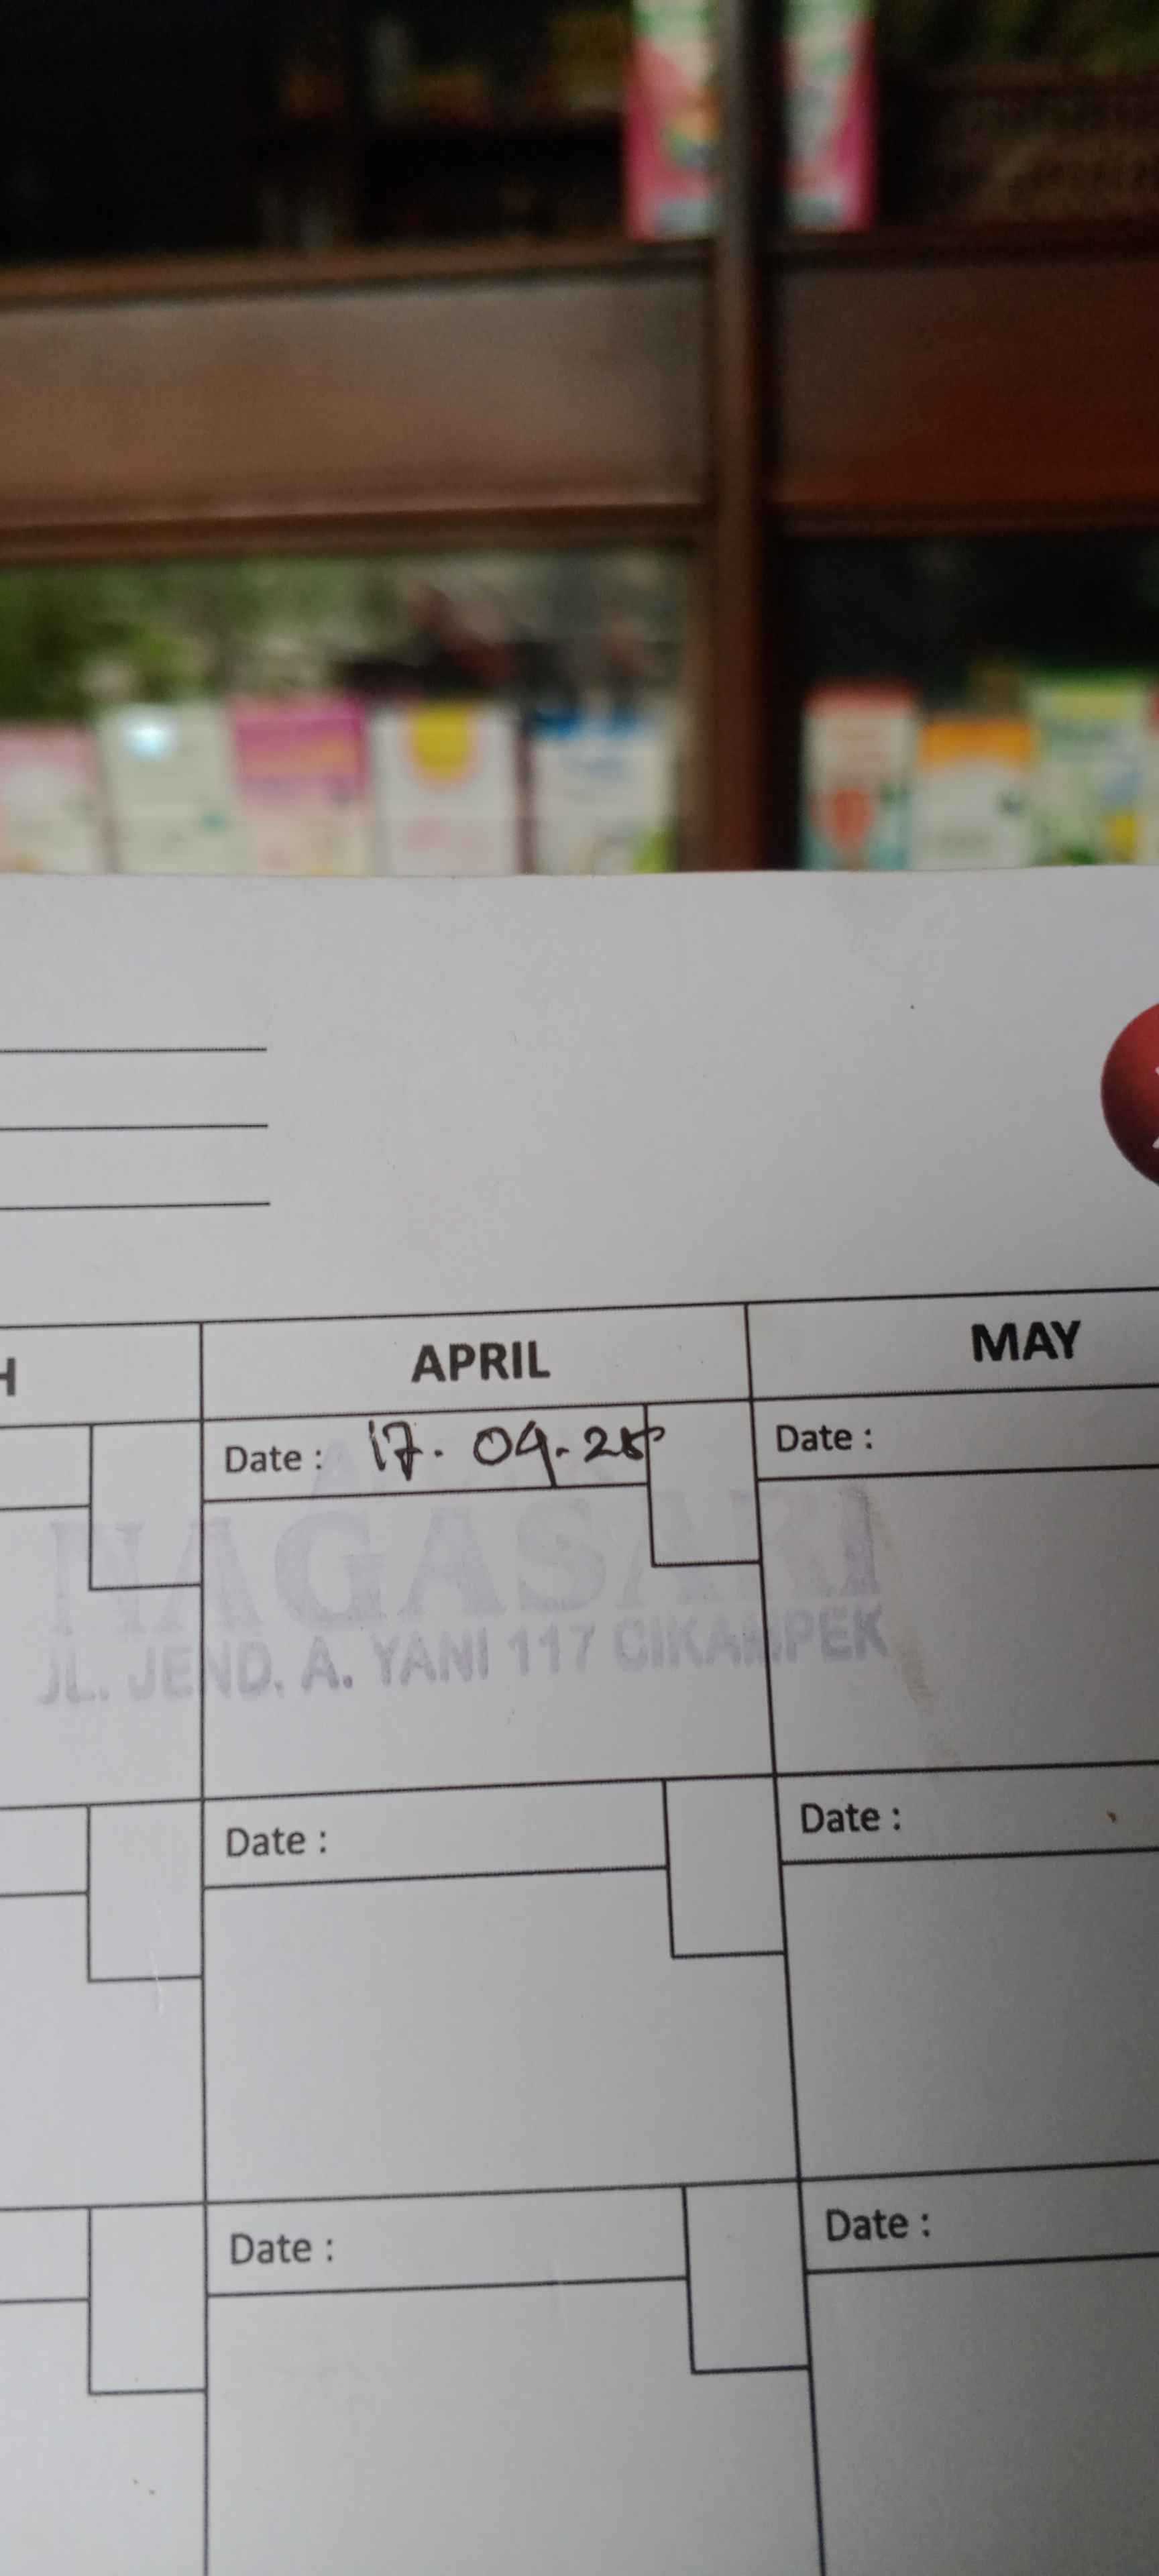 H APRIL MAY
Date : 17. 04. 25 Date :
NAGASAKI
JL. JEND. A. YANI 117 CIKAMPEK
Date : Date :
Date : Date :